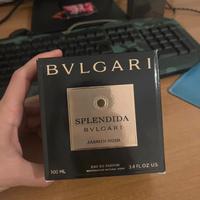 BVLGARI
SPLENDIDA
BVLGARI
JASMIN NOIR
100 ML
EAU DE PARFUM
3.4 FL.OZ U.S.